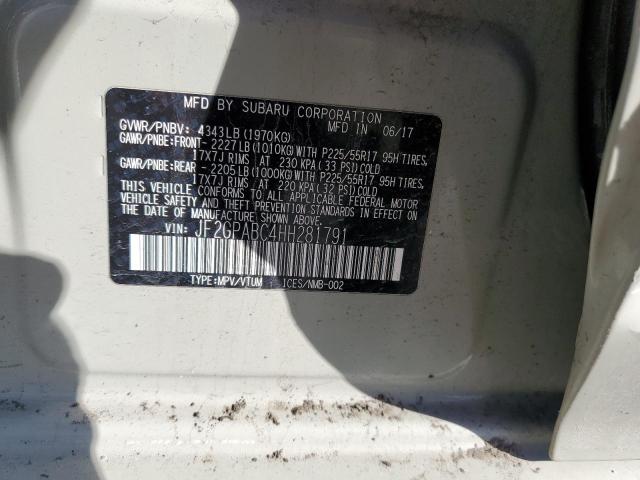 MFD BY SUBARU CORPORATION
MFD IN 06/17
GVWR/PNBV: 4343LB (1970KG)
GAWR/PNBE: FRONT- 2227LB (1010KG) WITH P225/55R17 95H TIRES,
17X7J RIMS AT 230 KPA (33 PSI) COLD
GAWR/PNBE: REAR - 2205LB (1000KG) WITH P225/55R17 95H TIRES,
17X7J RIMS AT 220 KPA (32 PSI) COLD
THIS VEHICLE CONFORMS TO ALL APPLICABLE FEDERAL MOTOR
VEHICLE SAFETY AND THEFT PREVENTION STANDARDS IN EFFECT
ON THE DATE OF MANUFACTURE SHOWN ABOVE.
VIN: JF2GPABC4HH281791
TYPE: MPV/VTUM ICES/NMB-002